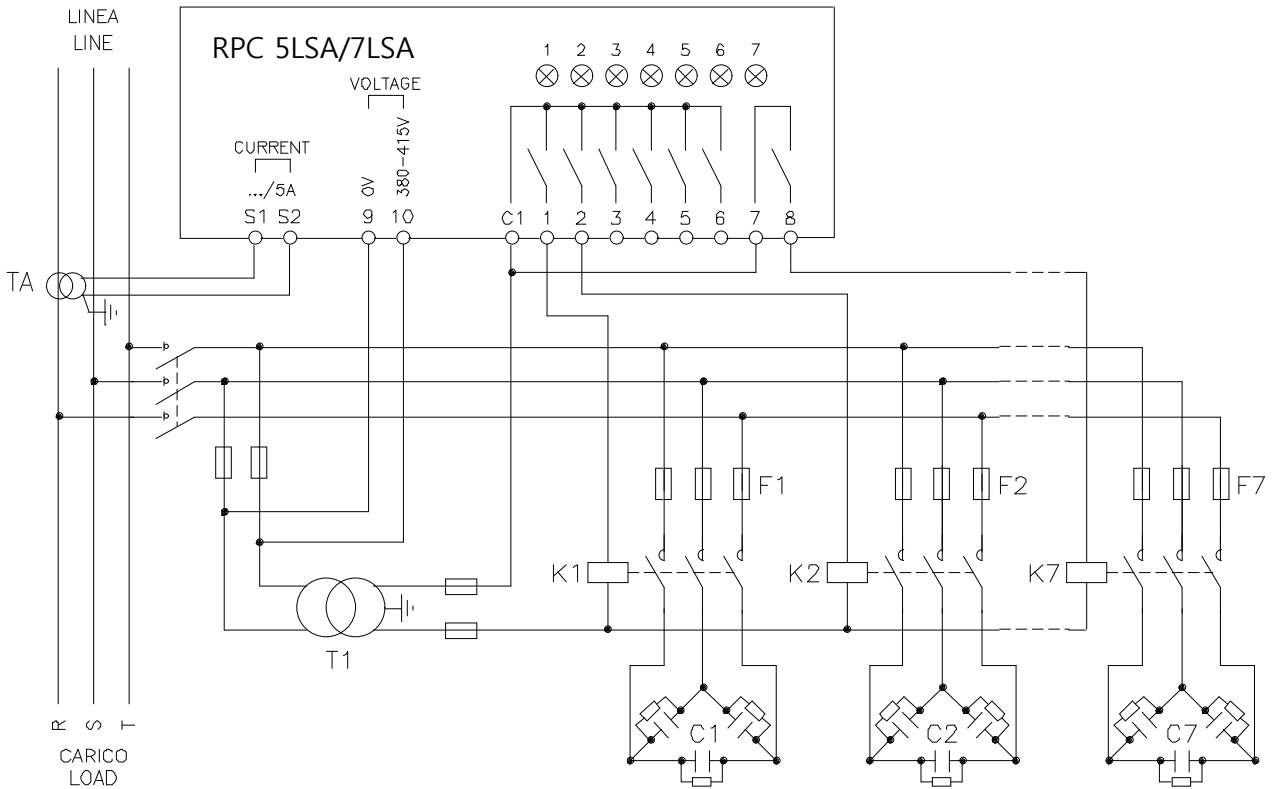 LINEA
LINE
RPC 5LSA/7LSA
1 2 3 4 5 6 7
VOLTAGE
CURRENT
.../5A
0V
380-415V
S1 S2 9 10 C1 1 2 3 4 5 6 7 8
TA
F1 F2 F7
K1 K2 K7
T1
C1 C2 C7
R S T
CARICO
LOAD